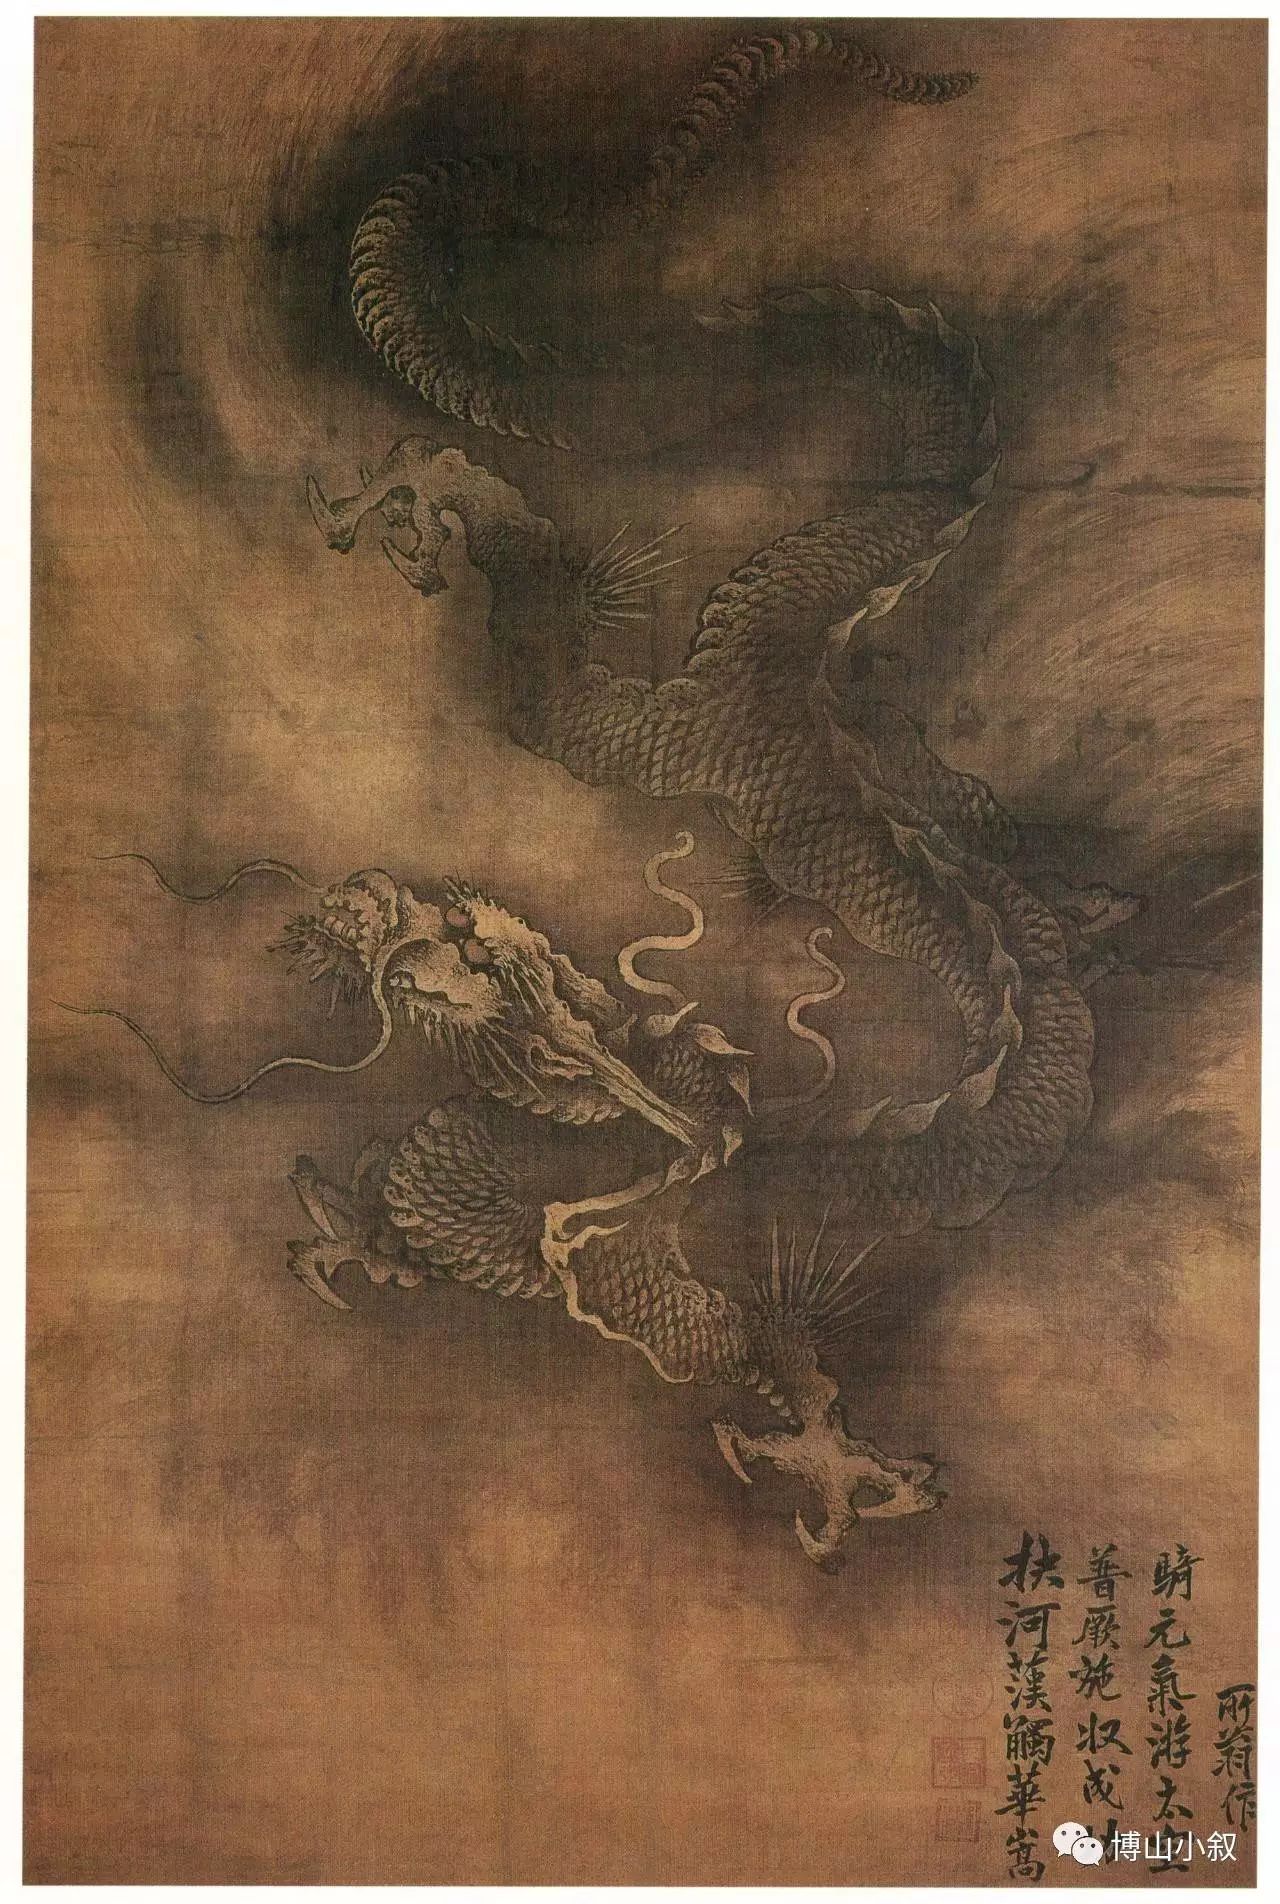 扶河漢觸華嵩
普厥施収成功
騎元氣游太空
所翁作
博山小叙